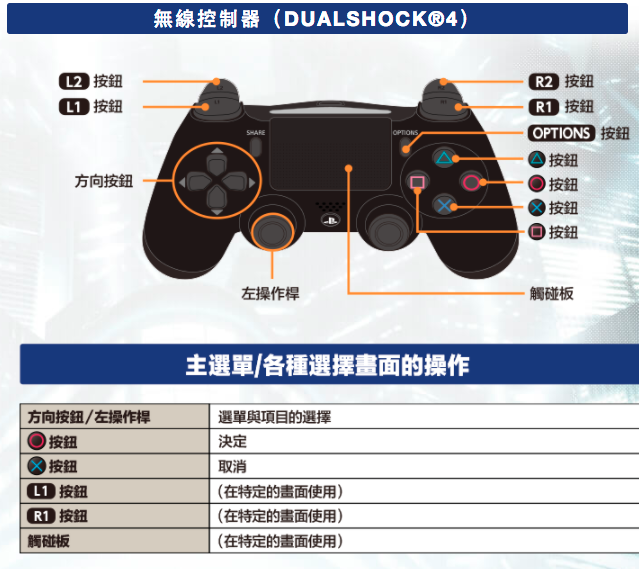 無線控制器（DUALSHOCK®4）
L2 按鈕
R2 按鈕
L1 按鈕
R1 按鈕
SHARE
OPTIONS
OPTIONS 按鈕
△按鈕
方向按鈕
○按鈕
×按鈕
□按鈕
左操作桿
觸碰板
主選單/各種選擇畫面的操作
方向按鈕/左操作桿 選單與項目的選擇
○按鈕 決定
×按鈕 取消
L1 按鈕 （在特定的畫面使用）
R1 按鈕 （在特定的畫面使用）
觸碰板 （在特定的畫面使用）